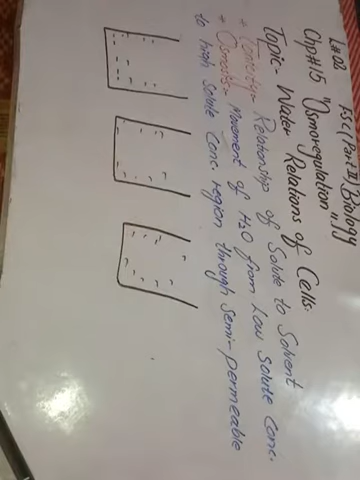 L# 02 FSc (Part II) Biology
Chp#15 "Osmoregulation"
Topic- Water Relations of Cells.
* Tonicity- Relationship of Solute to Solvent
* Osmosis- Movement of H₂O from Low Solute Conc.
to high Solute Conc. region through Semi-permeable